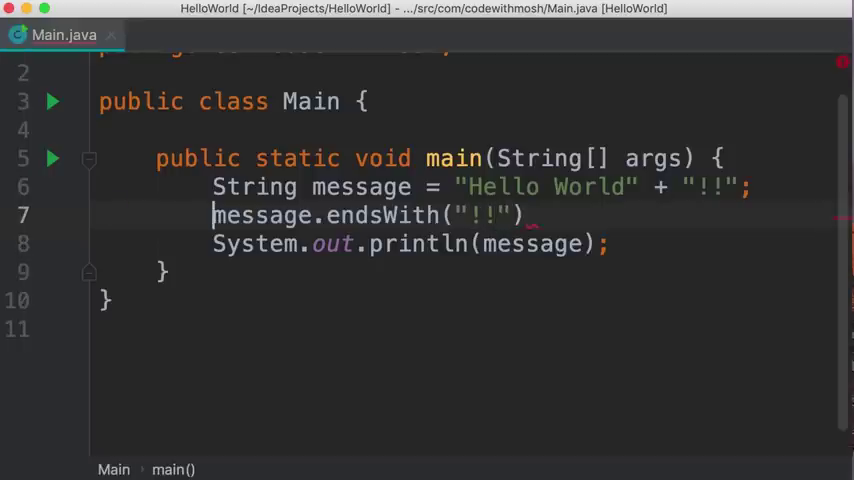 HelloWorld [~/IdeaProjects/HelloWorld] - .../src/com/codewithmosh/Main.java [HelloWorld]
Main.java
2
3 public class Main {
4
5 public static void main(String[] args) {
6 String message = "Hello World" + "!!";
7 message.endsWith("!!")
8 System.out.println(message);
9 }
10 }
11
Main › main()